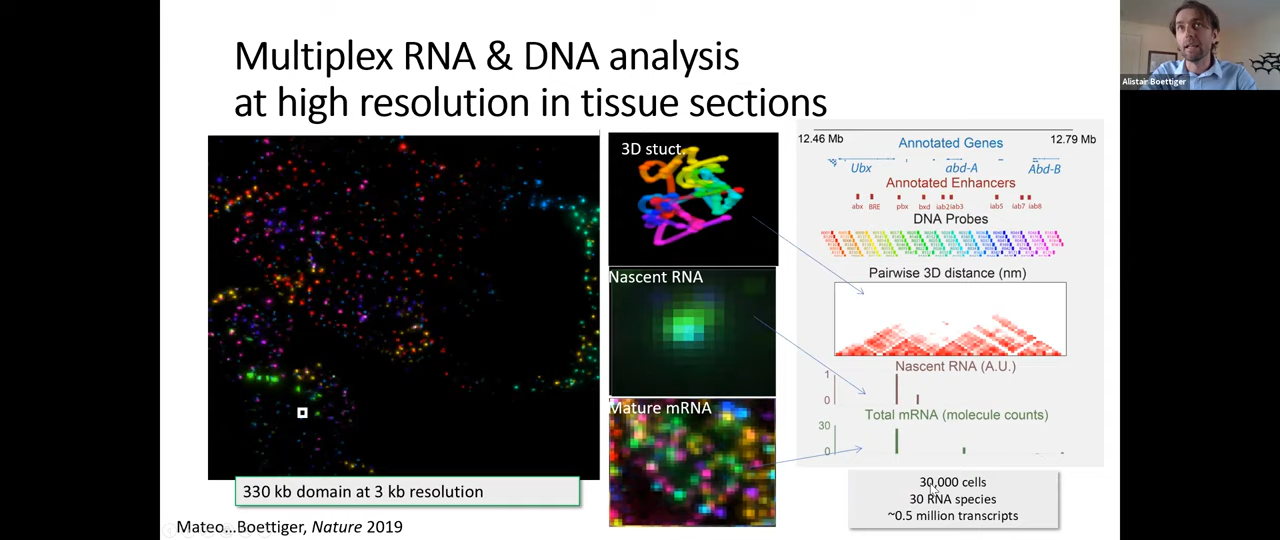 Multiplex RNA & DNA analysis
at high resolution in tissue sections
Alistair Boettiger
3D stuct.
Nascent RNA
Mature mRNA
330 kb domain at 3 kb resolution
Mateo...Boettiger, Nature 2019
12.46 Mb
12.79 Mb
Annotated Genes
Ubx
abd-A
Abd-B
Annotated Enhancers
abx BRE pbx bxd iab2 iab3 iab5 iab7 iab8
DNA Probes
Pairwise 3D distance (nm)
Nascent RNA (A.U.)
1
0
Total mRNA (molecule counts)
30
0
30,000 cells
30 RNA species
~0.5 million transcripts